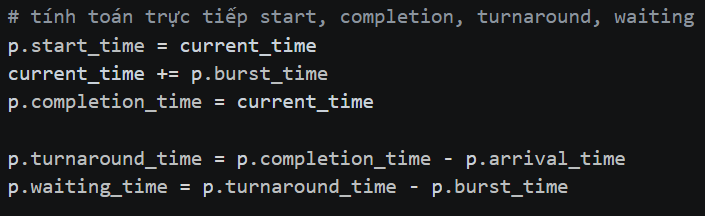 # tính toán trực tiếp start, completion, turnaround, waiting
p.start_time = current_time
current_time += p.burst_time
p.completion_time = current_time

p.turnaround_time = p.completion_time - p.arrival_time
p.waiting_time = p.turnaround_time - p.burst_time